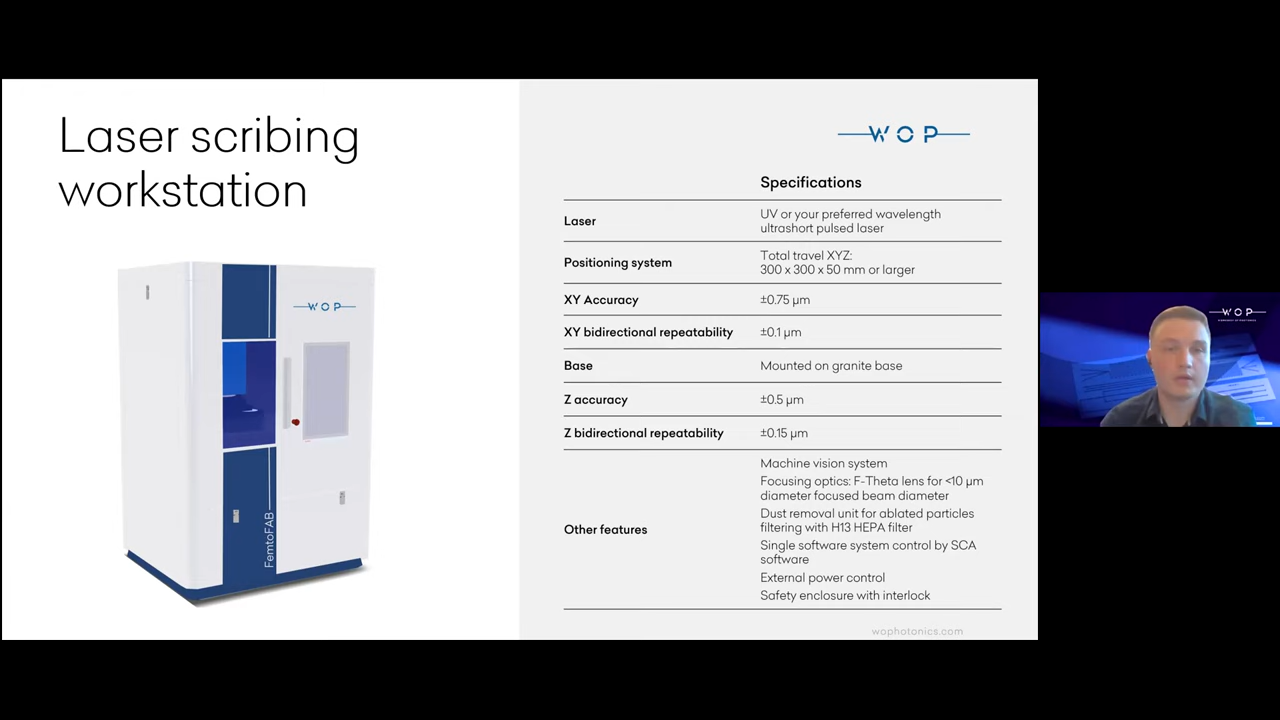 Laser scribing
workstation
WOP
FemtoFAB
WOP
Specifications
Laser
UV or your preferred wavelength
ultrashort pulsed laser
Positioning system
Total travel XYZ:
300 x 300 x 50 mm or larger
XY Accuracy
±0.75 µm
XY bidirectional repeatability
±0.1 µm
Base
Mounted on granite base
Z accuracy
±0.5 µm
Z bidirectional repeatability
±0.15 µm
Other features
Machine vision system
Focusing optics: F-Theta lens for <10 µm
diameter focused beam diameter
Dust removal unit for ablated particles
filtering with H13 HEPA filter
Single software system control by SCA
software
External power control
Safety enclosure with interlock
wophotonics.com
WOP